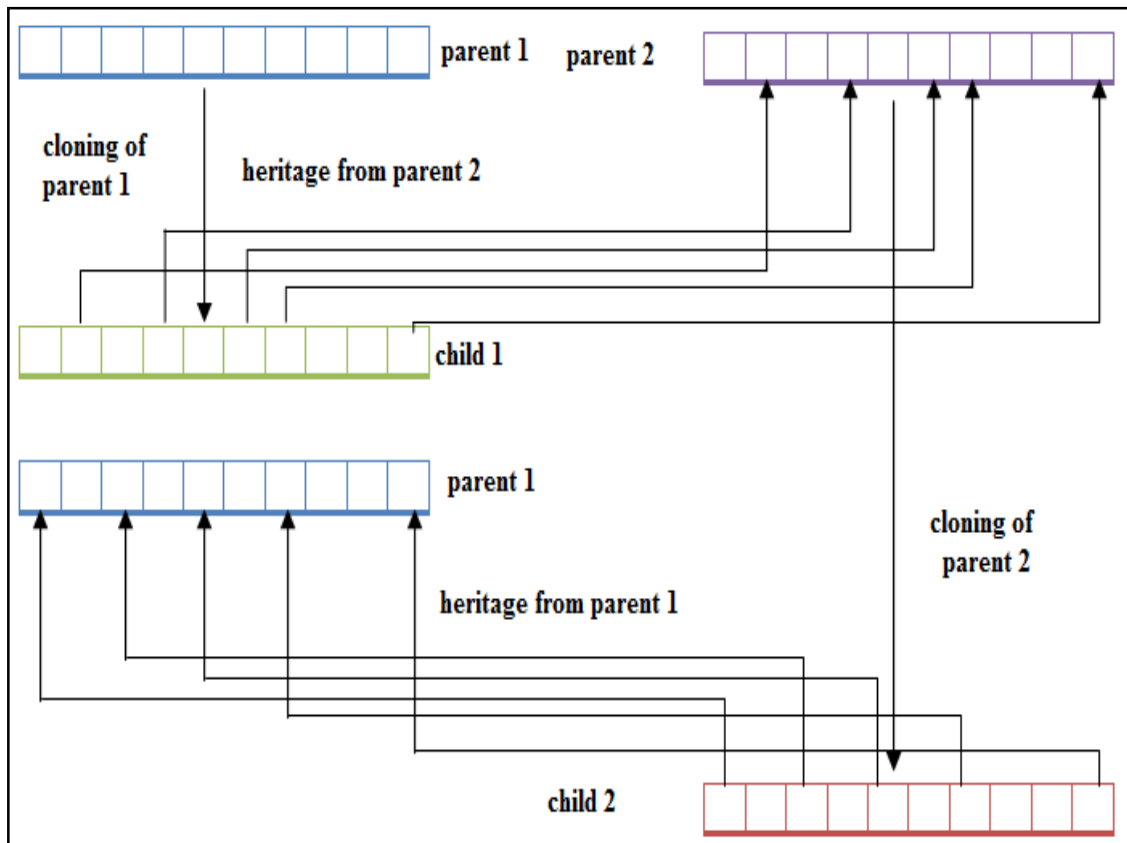 parent 1
parent 2
cloning of
parent 1
heritage from parent 2
child 1
parent 1
cloning of
parent 2
heritage from parent 1
child 2